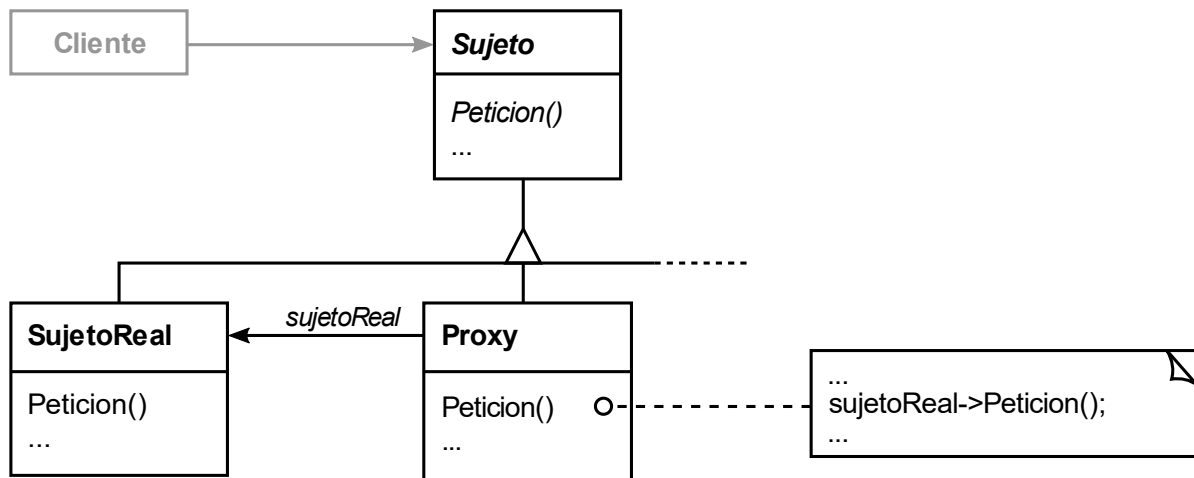 Cliente
Sujeto
Peticion()
...
SujetoReal
Peticion()
...
sujetoReal
Proxy
Peticion()
...
...
sujetoReal->Peticion();
...